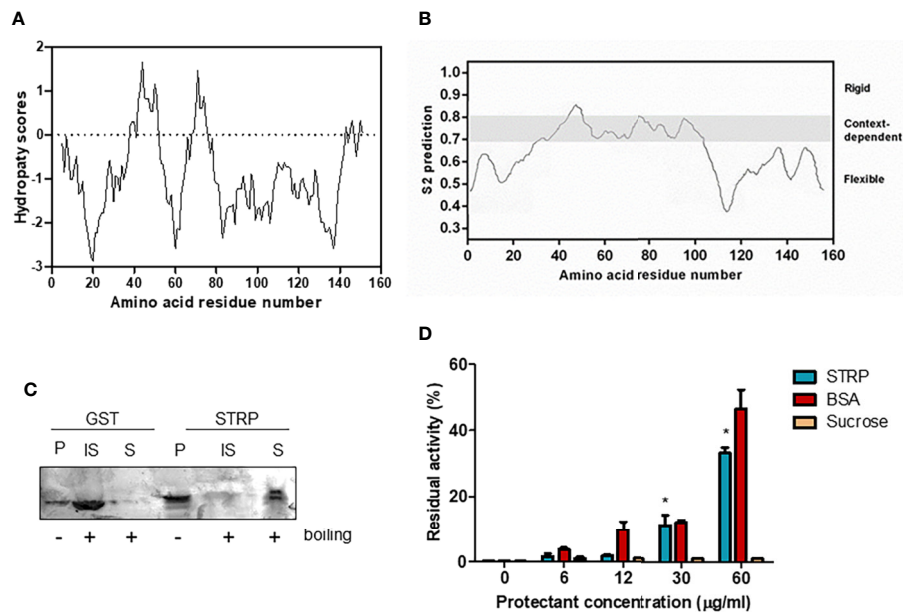 A
Hydropaty scores
2
1
0
-1
-2
-3
0 20 40 60 80 100 120 140 160
Amino acid residue number
B
S2 prediction
1.0
0.9
0.8
0.7
0.6
0.5
0.4
0.3
0 20 40 60 80 100 120 140 160
Amino acid residue number
Rigid
Context-
dependent
Flexible
C
GST STRP
P IS S P IS S
- + + - + + boiling
D
Residual activity (%)
60
40
20
0
* *
0 6 12 30 60
Protectant concentration (µg/ml)
STRP
BSA
Sucrose